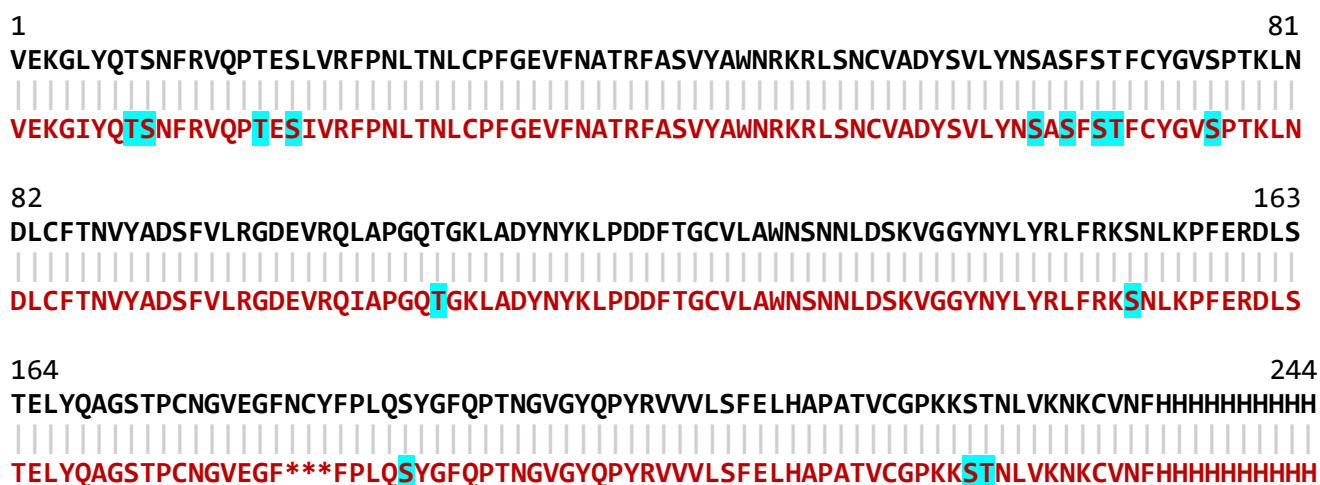 1 81
VEKGLYQTSNFRVQPTESLVRFPNLTNLCPFGEVFNATRFASVYAWNRKRLSNCVADYSVLYNSASFSTFCYGVSPTKLN
VEKGIYQTSNFRVQPTESIVRFPNLTNLCPFGEVFNATRFASVYAWNRKRLSNCVADYSVLYNSASFSTFCYGVSPTKLN
82 163
DLCFTNVYADSFVLRGDEVRQLAPGQTGKLADYNYKLPDDFTGCVLAWNSNNLDSKVGGYNYLYRLFRKSNLKPFERDLS
DLCFTNVYADSFVLRGDEVRQIAPGQTGKLADYNYKLPDDFTGCVLAWNSNNLDSKVGGYNYLYRLFRKSNLKPFERDLS
164 244
TELYQAGSTPCNGVEGFNCYFPLQSYGFQPTNGVGYQPYRVVVLSFELHAPATVCGPKKSTNLVKNKCVNFHHHHHHHHHH
TELYQAGSTPCNGVEGF***FPLQSYGFQPTNGVGYQPYRVVVLSFELHAPATVCGPKKSTNLVKNKCVNFHHHHHHHHHH